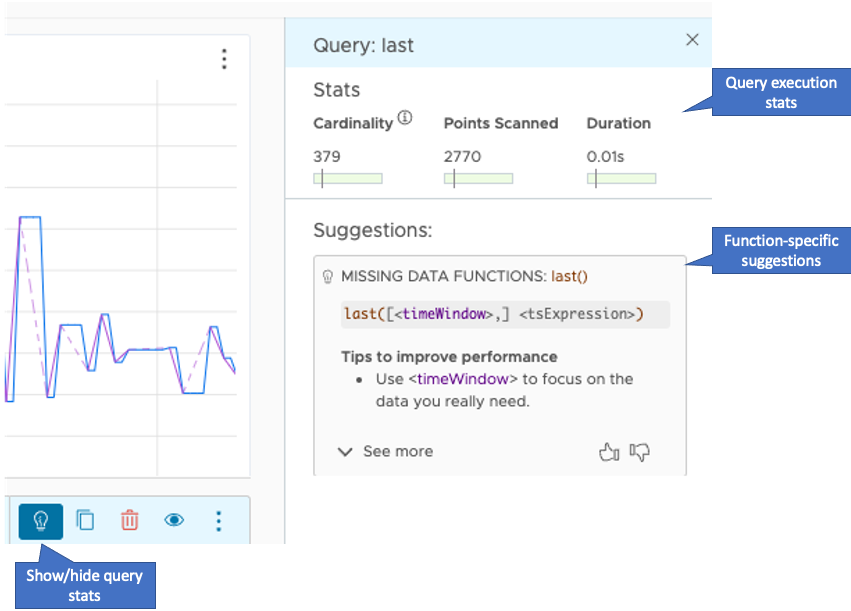 Query: last
Query execution
stats
Stats
Cardinality Points Scanned Duration
379 2770 0.01s
Suggestions:
Function-specific
suggestions
MISSING DATA FUNCTIONS: last()
last([<timeWindow>,] <tsExpression>)
Tips to improve performance
• Use <timeWindow> to focus on the
data you really need.
See more
Show/hide query
stats